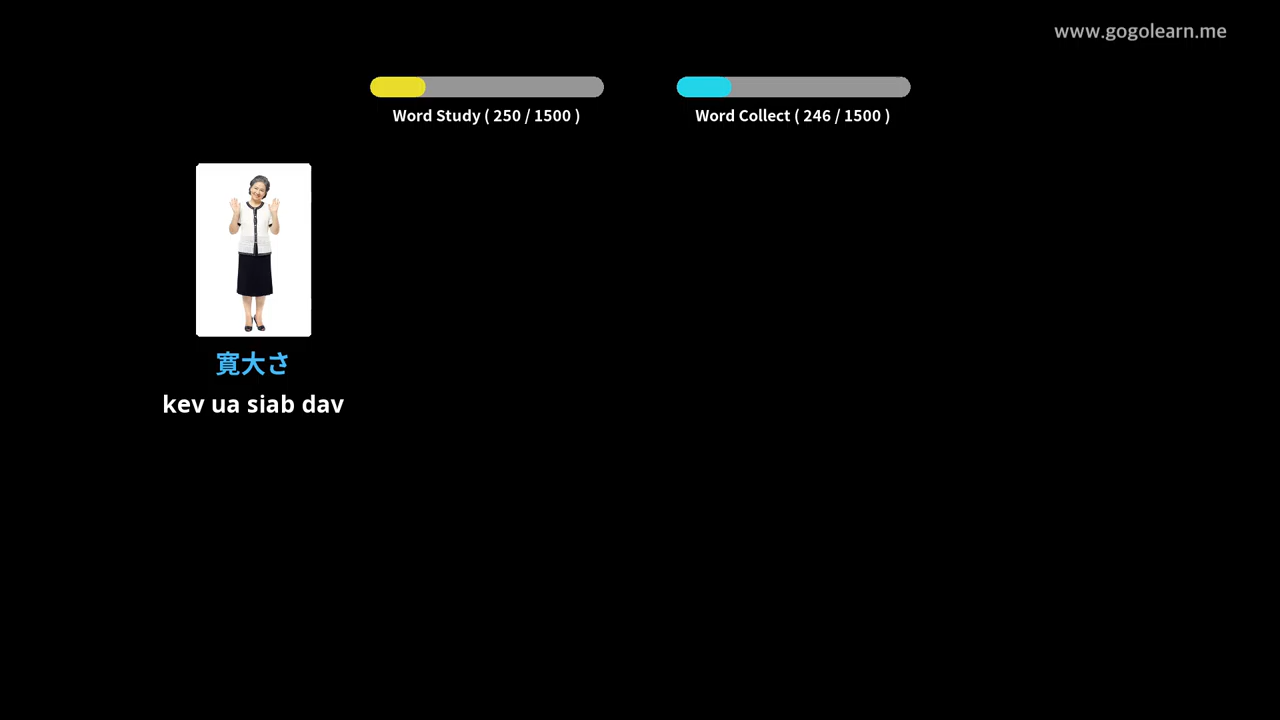 www.gogolearn.me
Word Study ( 250 / 1500 )
Word Collect ( 246 / 1500 )
寛大さ
kev ua siab dav